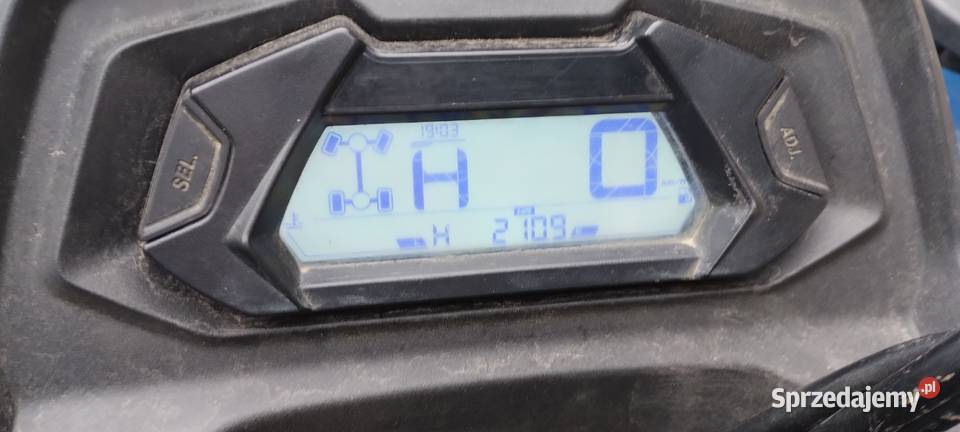 19:03
SEL.
H
0
ADJ.
H 2109
Sprzedajemy.pl